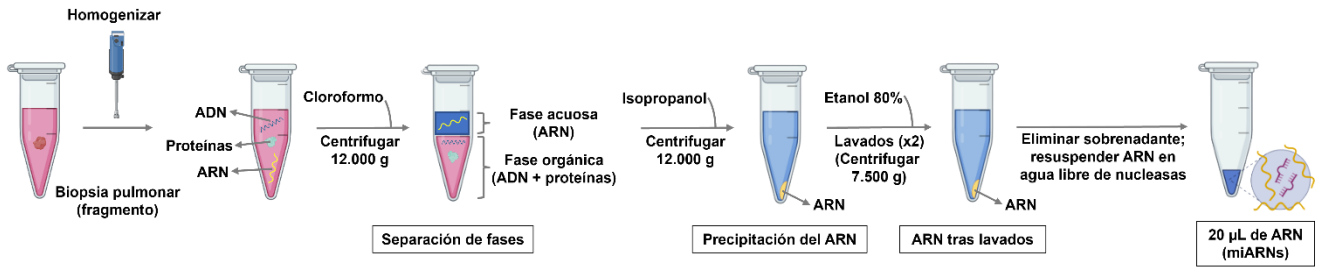 Homogenizar
Biopsia pulmonar
(fragmento)
ADN
Proteínas
ARN
Cloroformo
Centrifugar
12.000 g
Fase acuosa
(ARN)
Fase orgánica
(ADN + proteínas)
Separación de fases
Isopropanol
Centrifugar
12.000 g
ARN
Precipitación del ARN
Etanol 80%
Lavados (x2)
(Centrifugar
7.500 g)
ARN
ARN tras lavados
Eliminar sobrenadante;
resuspender ARN en
agua libre de nucleasas
20 µL de ARN
(miARNs)